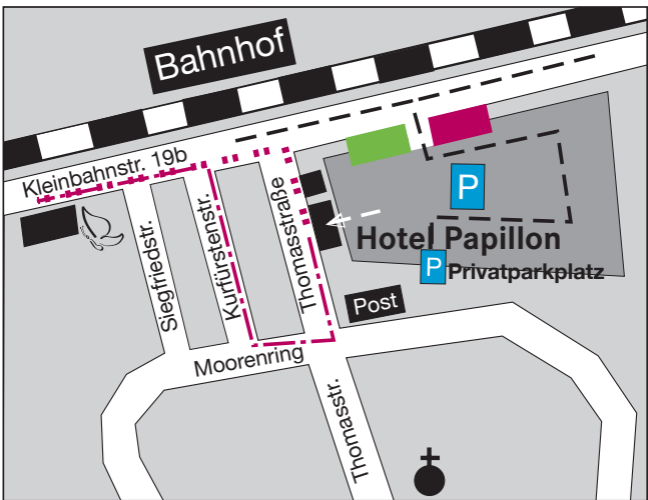 Bahnhof
Kleinbahnstr. 19b
Siegfriedstr.
Kurfürstenstr.
Thomasstraße
P
Hotel Papillon
P Privatparkplatz
Post
Moorenring
Thomasstr.